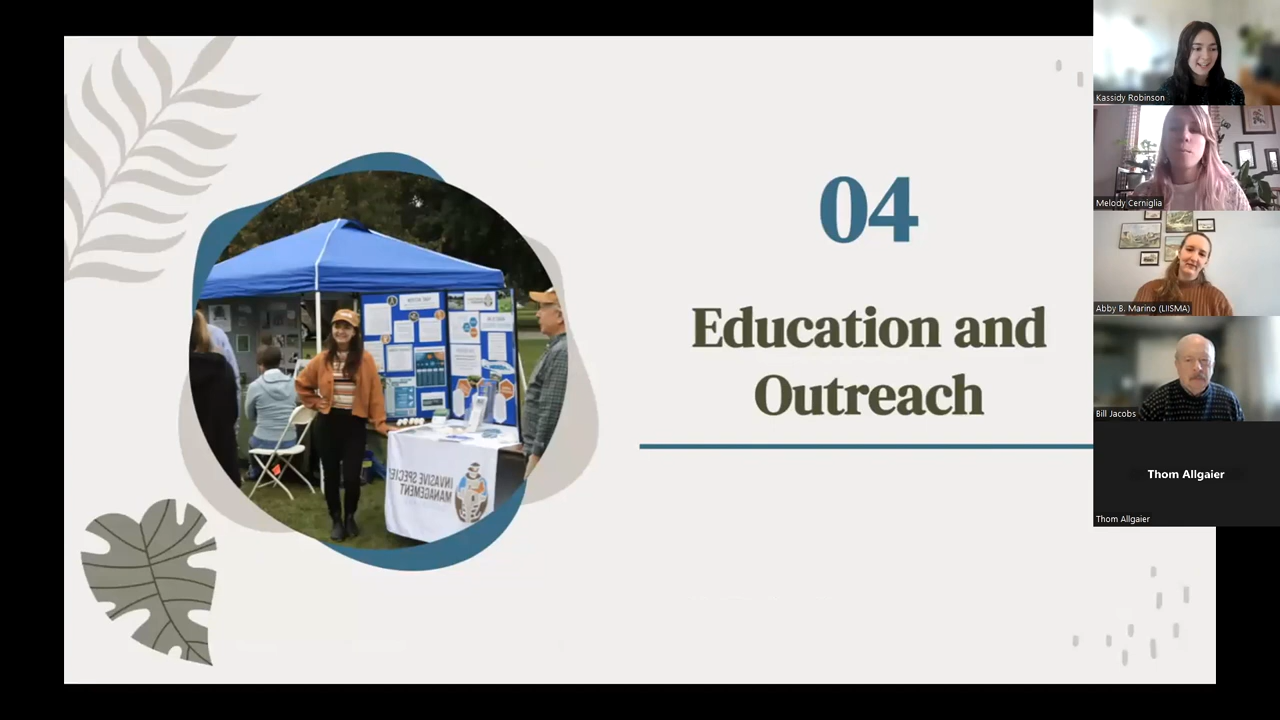 04
Education and
Outreach
INVASIVE SPECIES
MANAGEMENT
Kassidy Robinson
Melody Cerniglia
Abby B. Marino (LIISMA)
Bill Jacobs
Thom Allgaier
Thom Allgaier